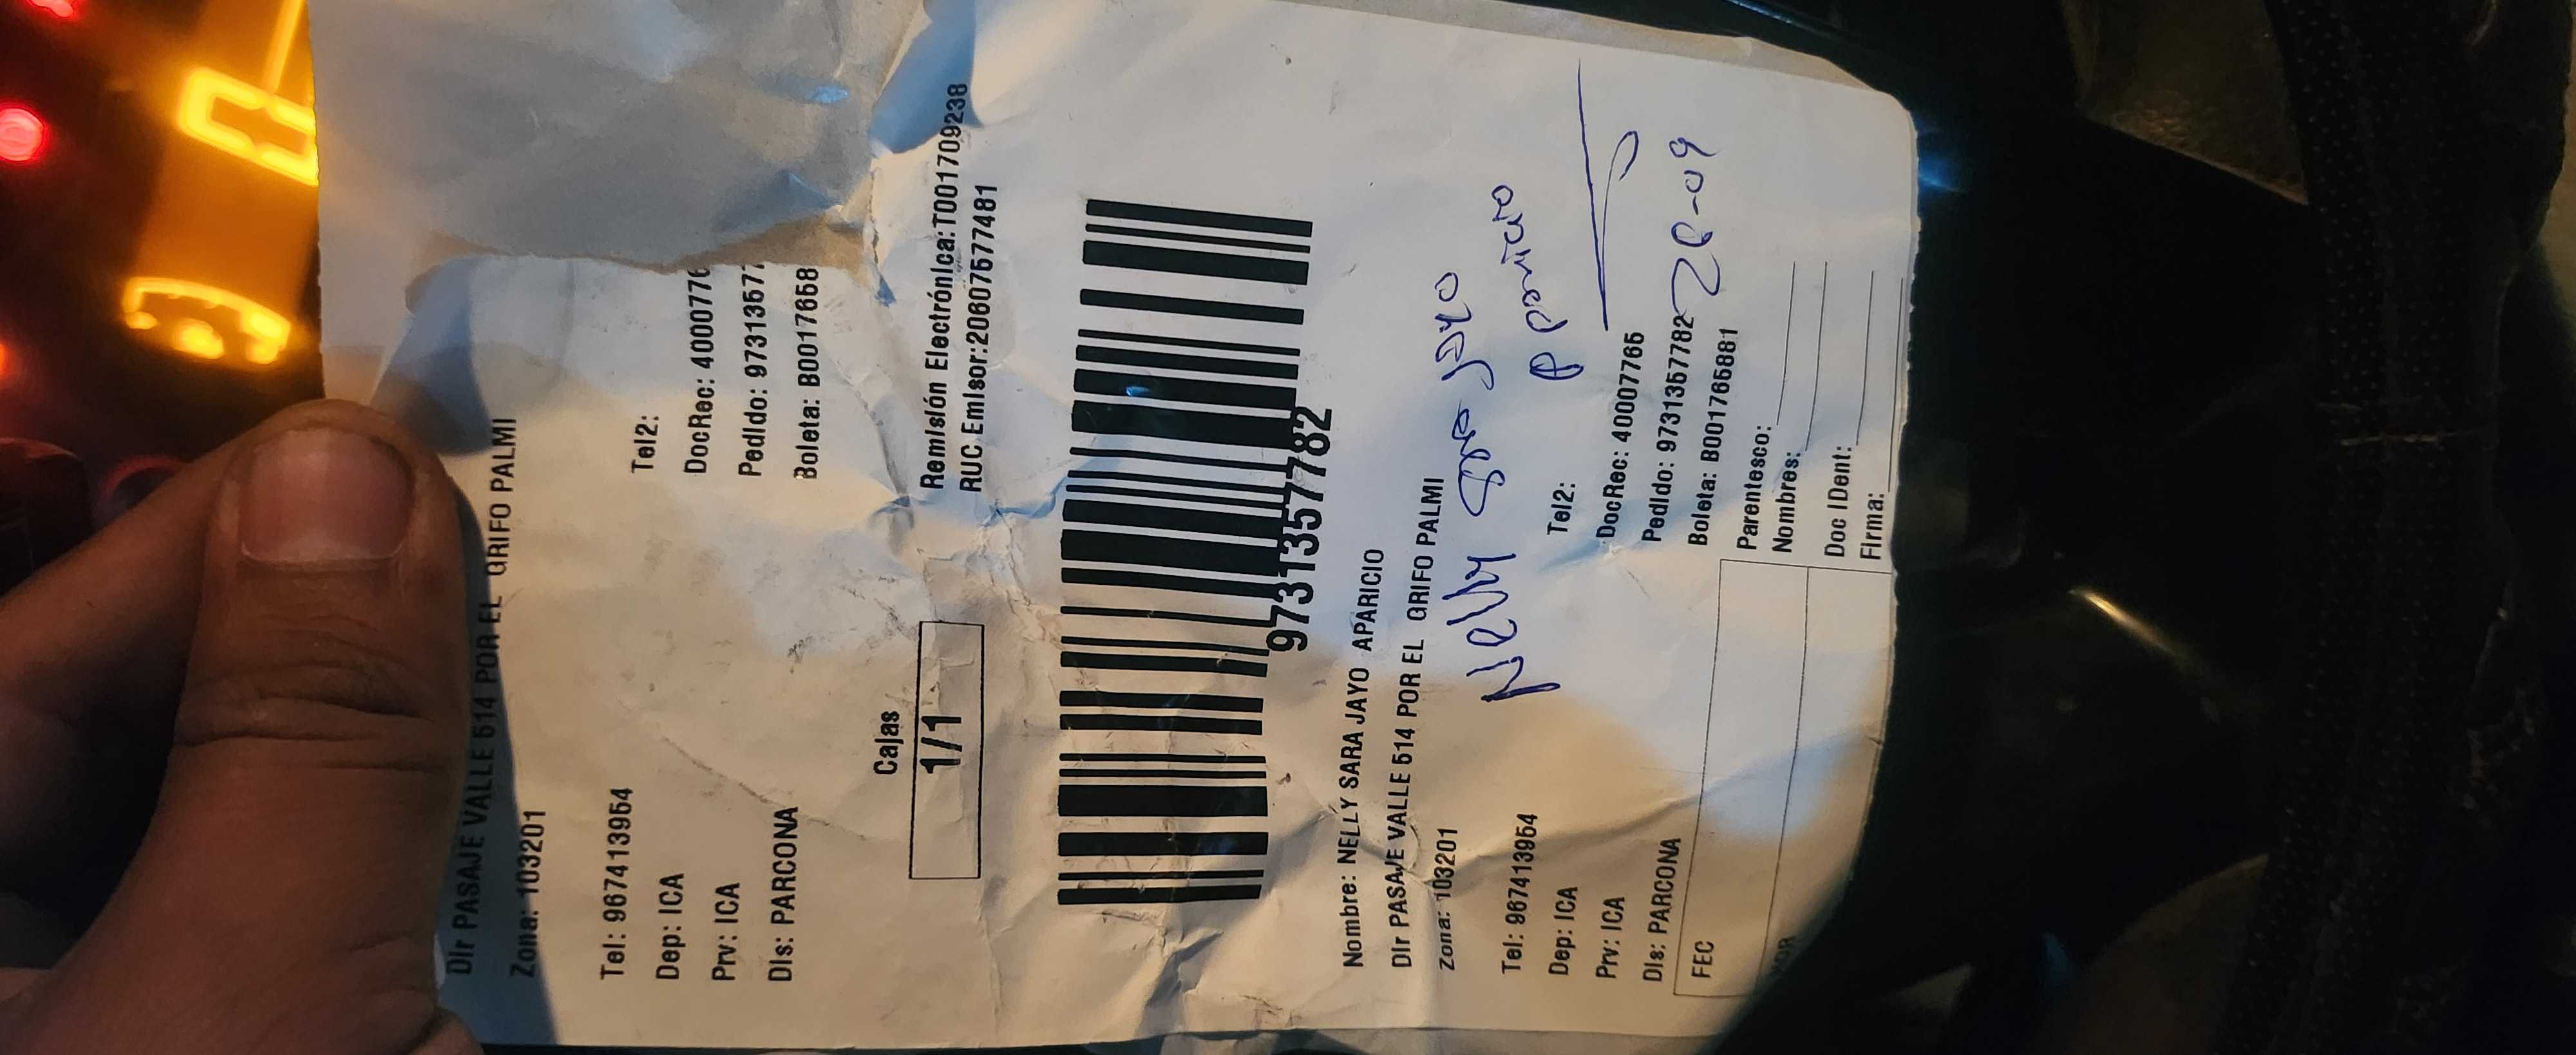 Dir PASAJE VALLE 514 POR EL GRIFO PALMI
Zona: 103201
Tel: 967413954 Tel2:
Dep: ICA DocRec: 4000776
Prv: ICA Pedido: 97313577
Dis: PARCONA Boleta: B0017658
Cajas
1/1
Remisión Electrónica:T001709238
RUC Emisor:20607577481
9731357782
Nombre: NELLY SARA JAYO APARICIO
Dir PASAJE VALLE 514 POR EL GRIFO PALMI
Zona: 103201
Nelly Sara Jayo
Aparicio
Tel: 967413954 Tel2:
Dep: ICA
Prv: ICA DocRec: 40007765
Dis: PARCONA Pedido: 9731357782
20-09
Boleta: B001765881
FEC
Parentesco:
Nombres:
Doc IDent:
Firma: